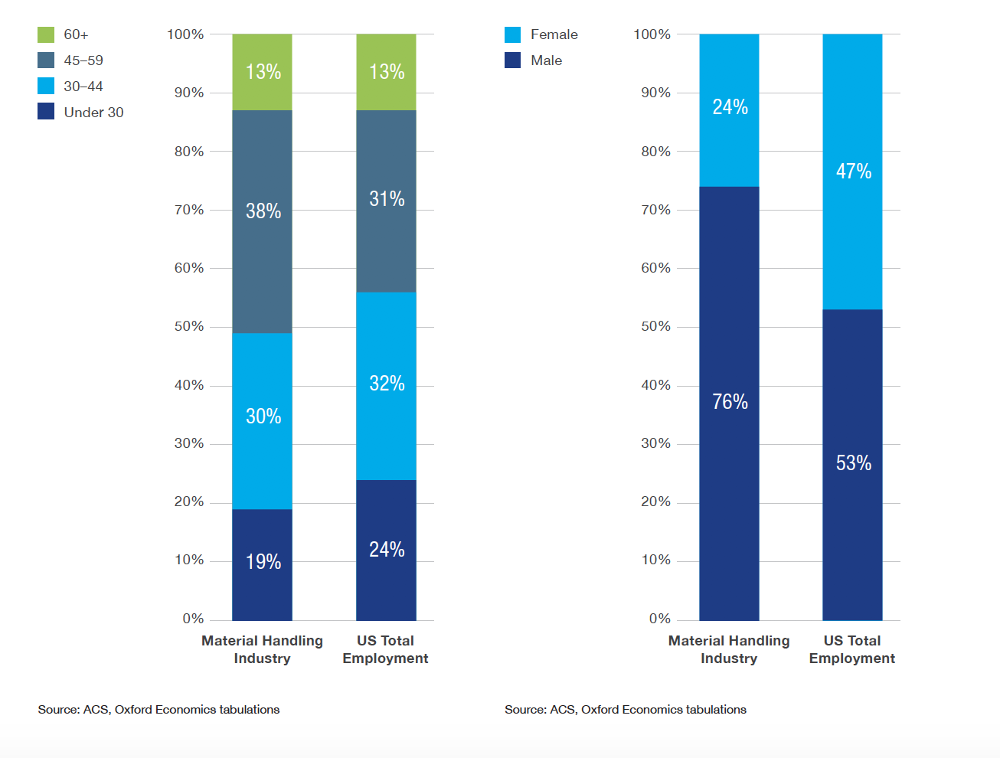 60+
45–59
30–44
Under 30
100%
90%
80%
70%
60%
50%
40%
30%
20%
10%
0%
13%
38%
30%
19%
13%
31%
32%
24%
Material Handling
Industry
US Total
Employment
Source: ACS, Oxford Economics tabulations
Female
Male
100%
90%
80%
70%
60%
50%
40%
30%
20%
10%
0%
24%
76%
47%
53%
Material Handling
Industry
US Total
Employment
Source: ACS, Oxford Economics tabulations